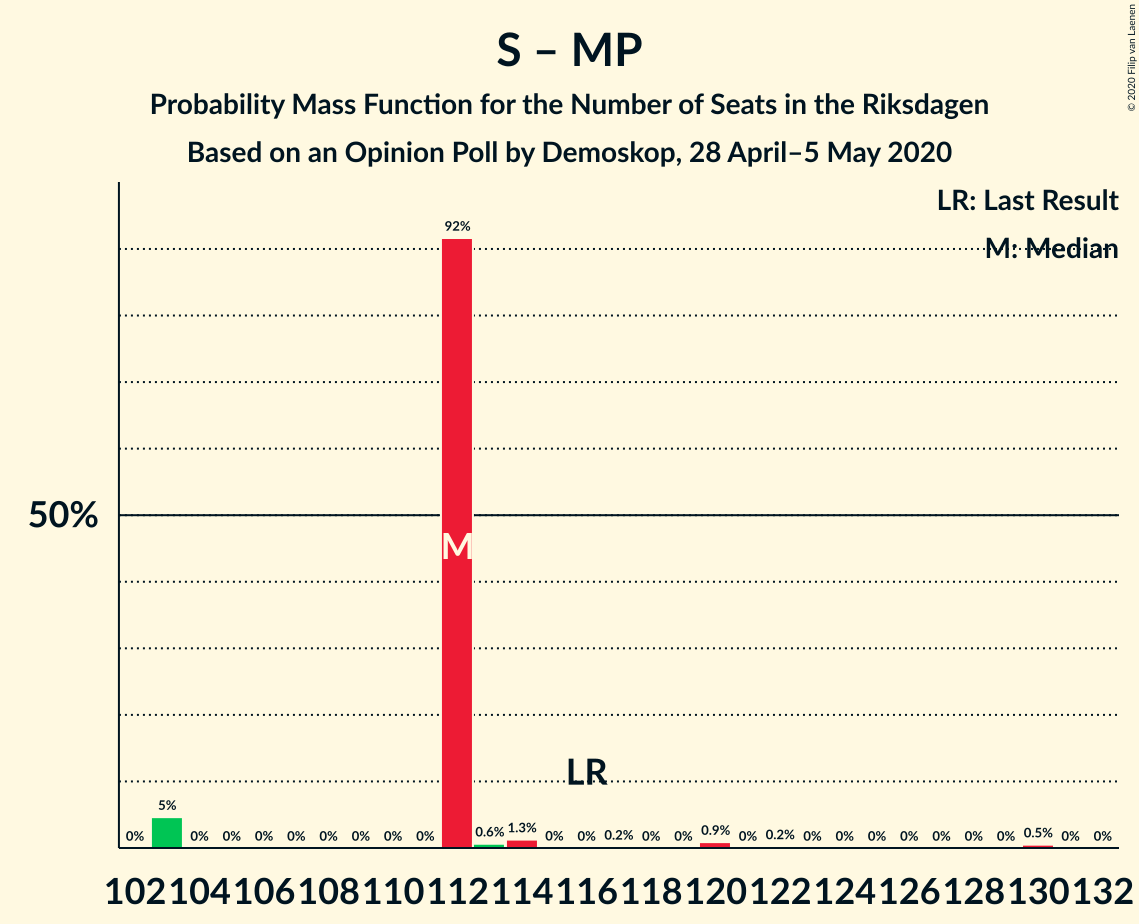 S – MP
Probability Mass Function for the Number of Seats in the Riksdagen
Based on an Opinion Poll by Demoskop, 28 April–5 May 2020
© 2020 Filip van Laenen
LR: Last Result
M: Median
92%
50%
M
LR
0% 5% 0% 0% 0% 0% 0% 0% 0% 0% 0.6% 1.3% 0% 0% 0.2% 0% 0% 0.9% 0% 0.2% 0% 0% 0% 0% 0% 0% 0% 0.5% 0% 0%
102 104 106 108 110 112 114 116 118 120 122 124 126 128 130 132